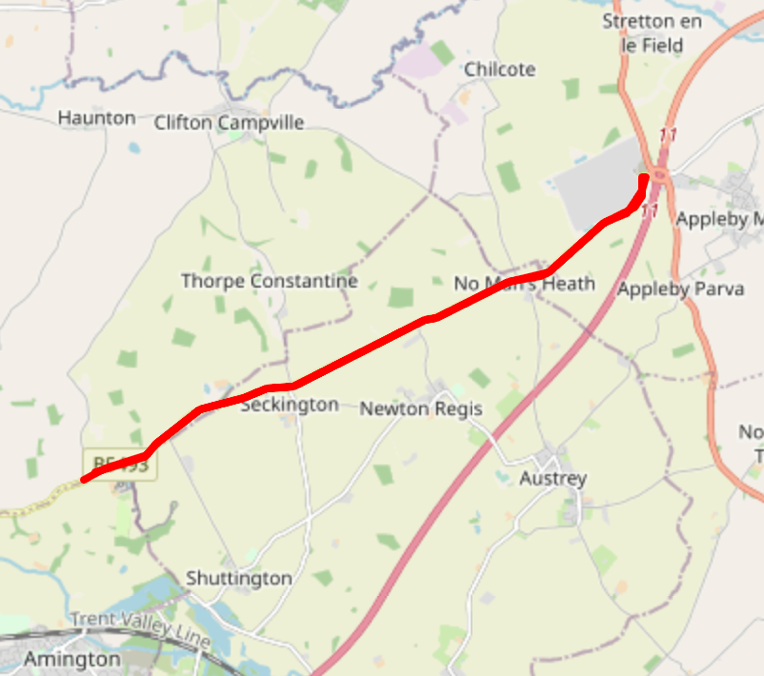 Stretton en
le Field
Chilcote
Haunton
Clifton Campville
11
11
Appleby M
Thorpe Constantine
No Man's Heath
Appleby Parva
Seckington
Newton Regis
No
T
B5493
Austrey
Shuttington
Trent Valley Line
Amington